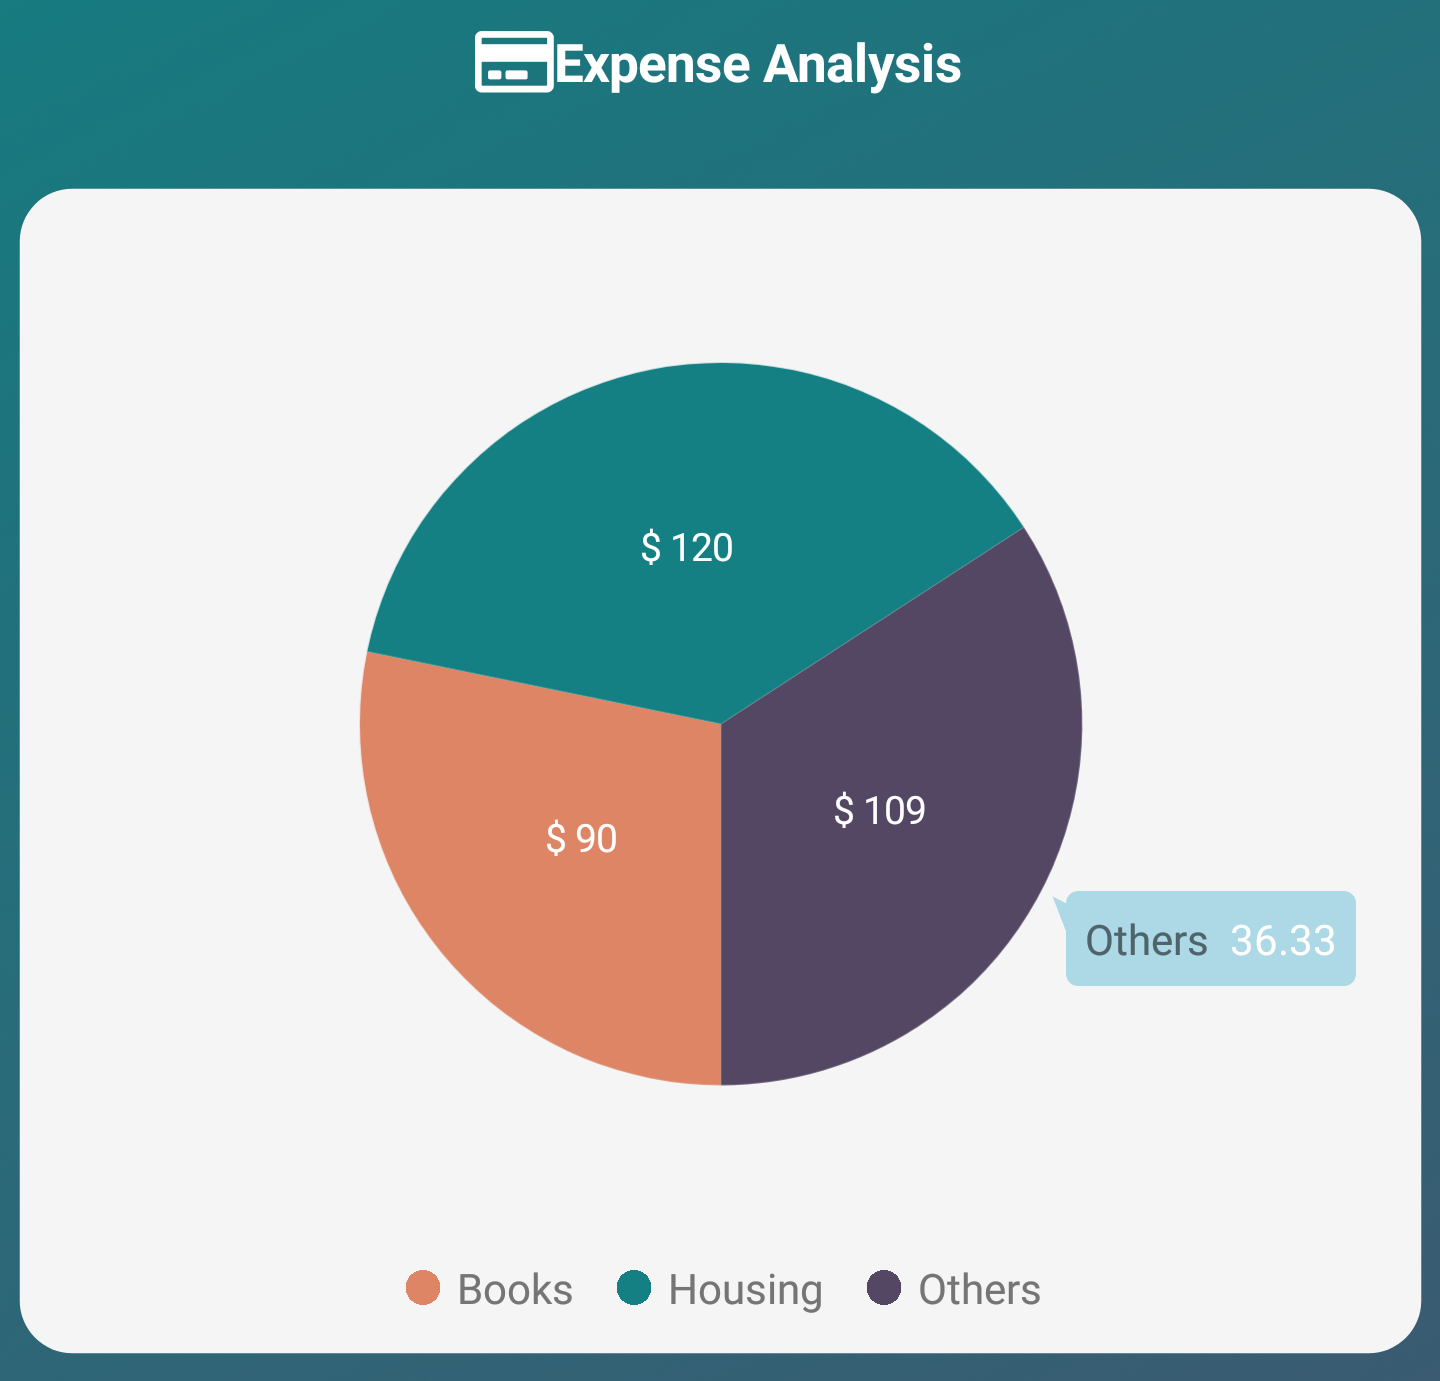 Expense Analysis
$ 120
$ 90
$ 109
Others 36.33
Books Housing Others